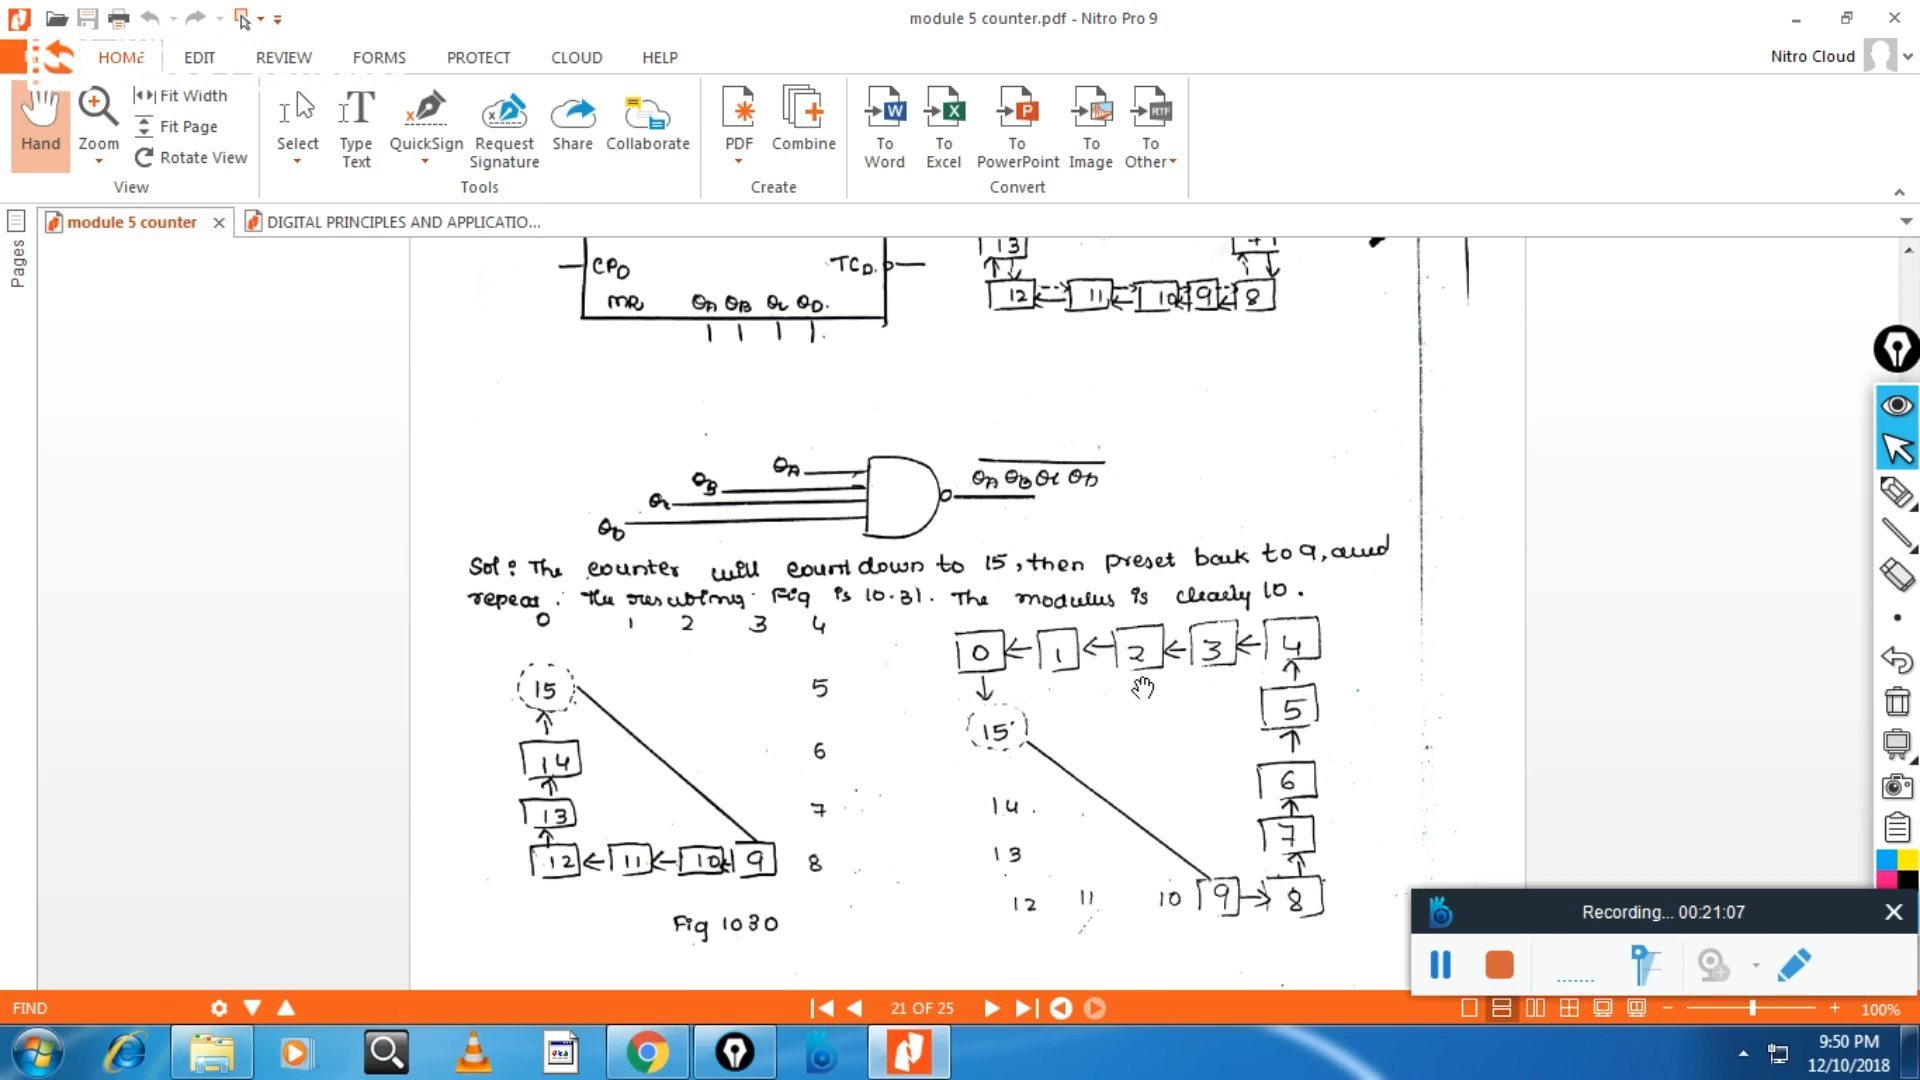 module 5 counter.pdf - Nitro Pro 9
HOME EDIT REVIEW FORMS PROTECT CLOUD HELP
Nitro Cloud
Hand
Zoom
Fit Width
Fit Page
Rotate View
View
Select
Type Text
QuickSign
Request Signature
Share
Collaborate
Tools
PDF
Combine
Create
To Word
To Excel
To PowerPoint
To Image
To Other
Convert
module 5 counter
DIGITAL PRINCIPLES AND APPLICATIO...
Pages
CPD TCD
MR QA QB QC QD
13
12 11 10 9 8
QA
QB
QC
QD
QA QB QC QD
Sol: The counter will count down to 15, then preset back to 9, and
repeat. The resulting Fig is 10.31. The modulus is clearly 10.
0 1 2 3 4
15 5
14 6
13 7
12 11 10 9 8
Fig 1030
0 1 2 3 4
15 5
6
14 7
13
12 11 10 9 8
Recording... 00:21:07
FIND
21 OF 25
100%
9:50 PM
12/10/2018